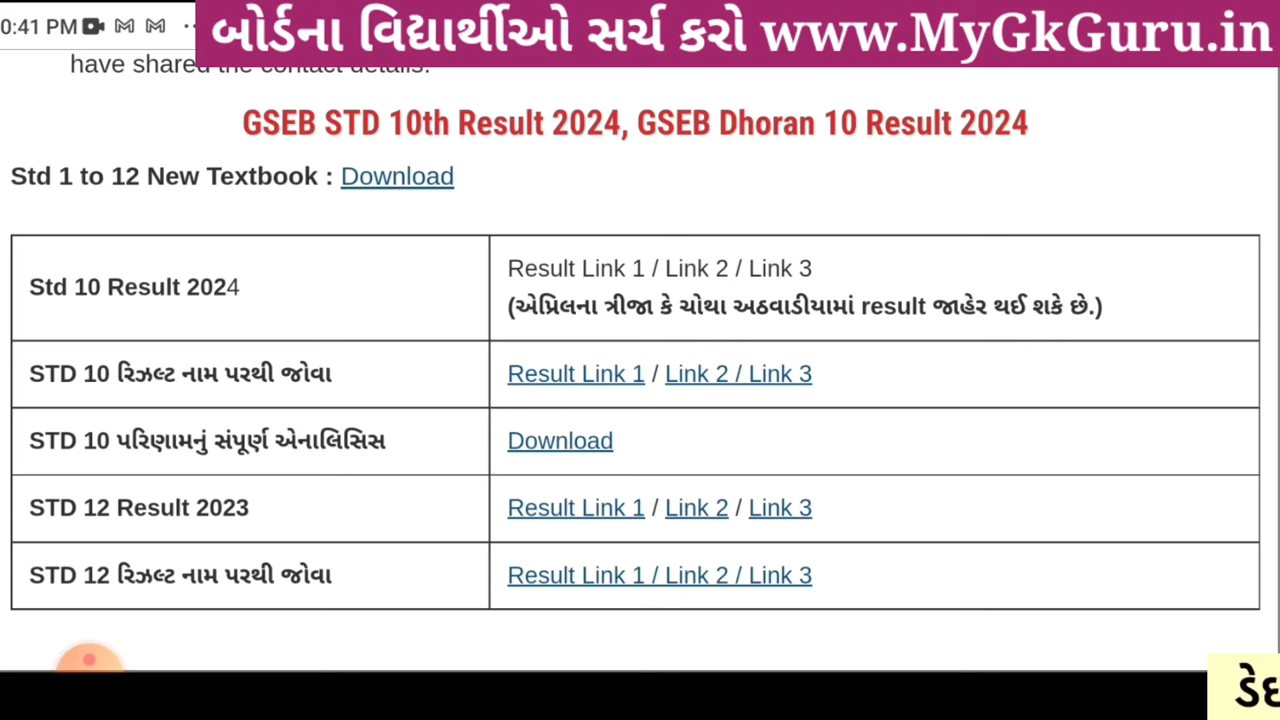 0:41 PM
બોર્ડના વિદ્યાર્થીઓ સર્ચ કરો www.MyGkGuru.in
have shared the contact details.
GSEB STD 10th Result 2024, GSEB Dhoran 10 Result 2024
Std 1 to 12 New Textbook : Download
Std 10 Result 2024
Result Link 1 / Link 2 / Link 3
(એપ્રિલના ત્રીજા કે ચોથા અઠવાડીયામાં result જાહેર થઈ શકે છે.)
STD 10 રિઝલ્ટ નામ પરથી જોવા
Result Link 1 / Link 2 / Link 3
STD 10 પરિણામનું સંપૂર્ણ એનાલિસિસ
Download
STD 12 Result 2023
Result Link 1 / Link 2 / Link 3
STD 12 રિઝલ્ટ નામ પરથી જોવા
Result Link 1 / Link 2 / Link 3